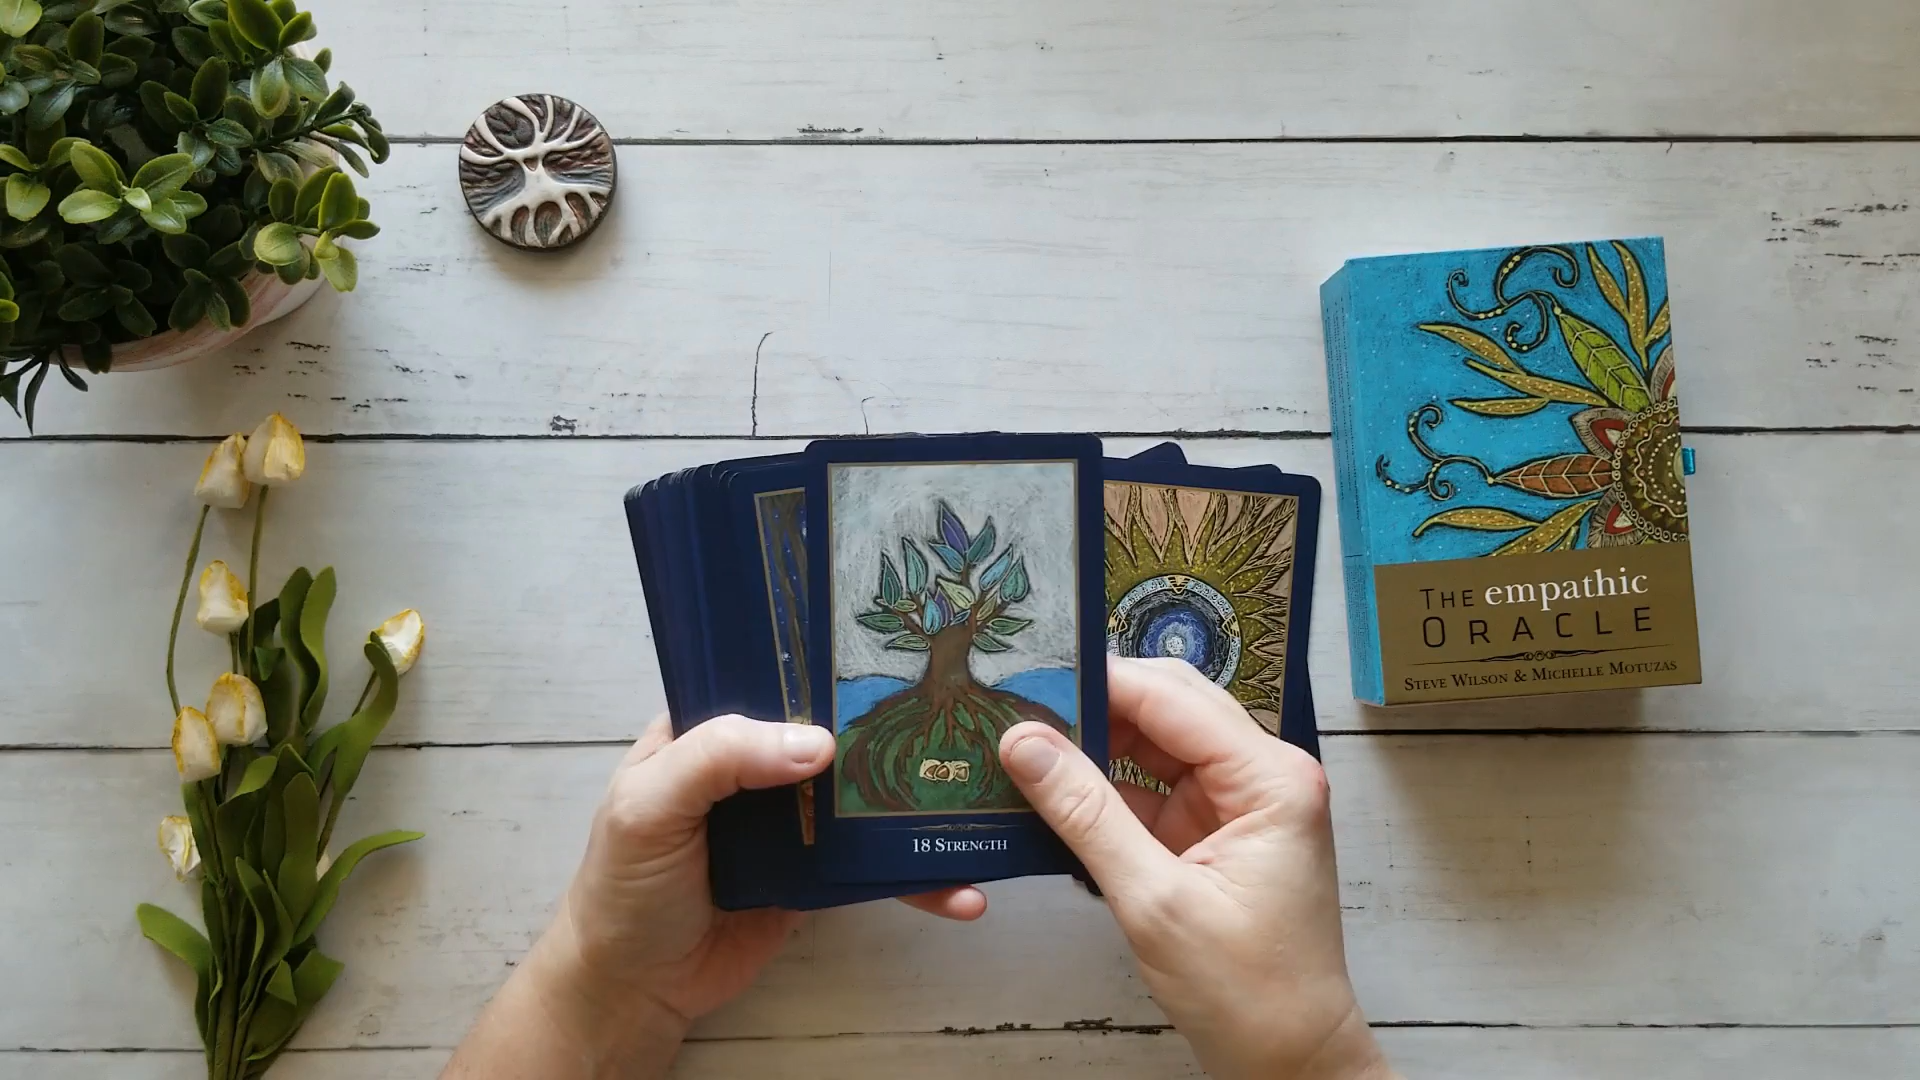 THE empathic
ORACLE
STEVE WILSON & MICHELLE MOTUZAS
18 STRENGTH